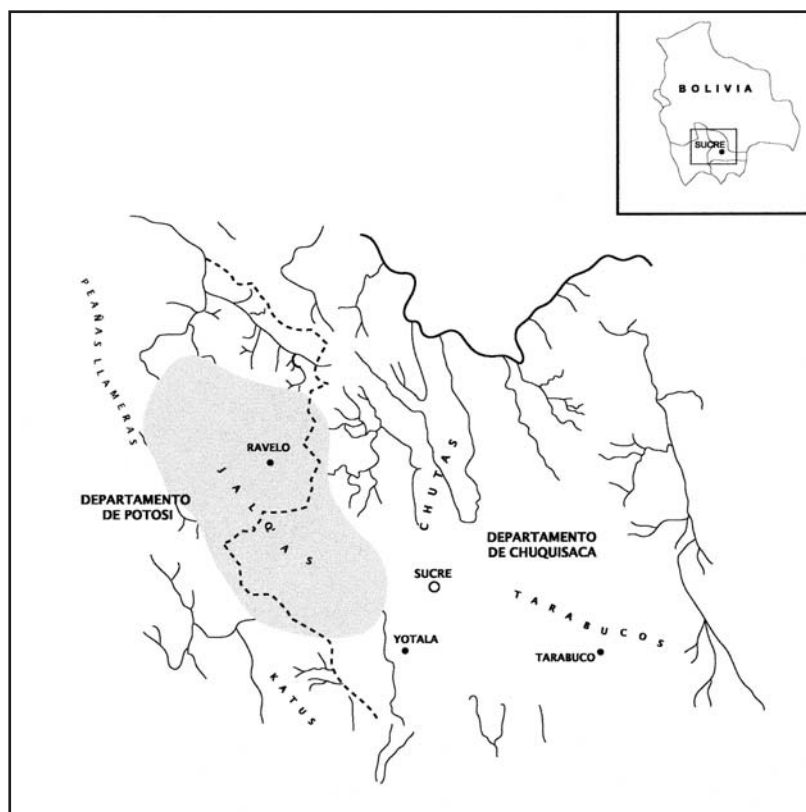 BOLIVIA
SUCRE
PEAÑAS LLAMERAS
RAVELO
JALQAS
CHUTAS
DEPARTAMENTO
DE POTOSI
DEPARTAMENTO
DE CHUQUISACA
SUCRE
TARABUCOS
YOTALA
TARABUCO
KATUS